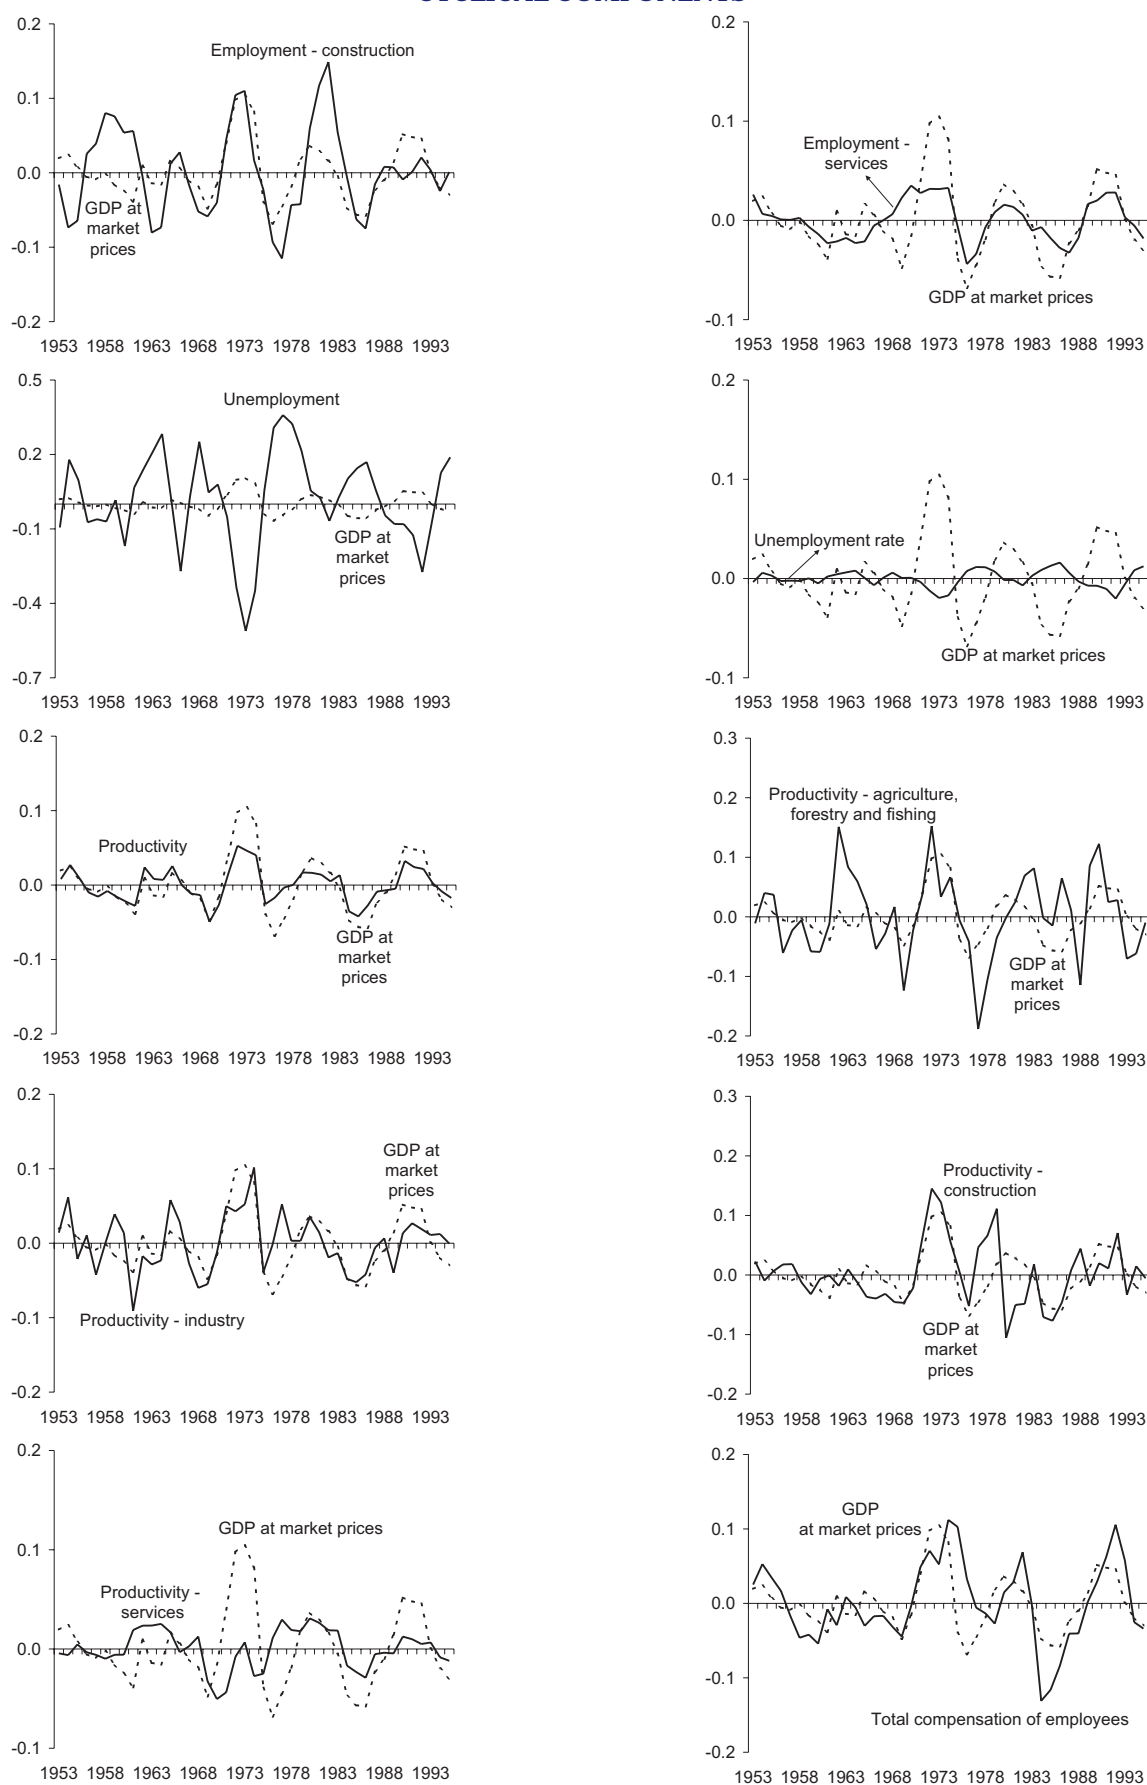 CYCLICAL COMPONENTS
0.2
0.1
0.0
-0.1
-0.2
Employment - construction
GDP at
market
prices
1953 1958 1963 1968 1973 1978 1983 1988 1993
0.2
0.1
0.0
-0.1
Employment -
services
GDP at market prices
1953 1958 1963 1968 1973 1978 1983 1988 1993
0.5
0.2
-0.1
-0.4
-0.7
Unemployment
GDP at
market
prices
1953 1958 1963 1968 1973 1978 1983 1988 1993
0.2
0.1
0.0
-0.1
Unemployment rate
GDP at market prices
1953 1958 1963 1968 1973 1978 1983 1988 1993
0.2
0.1
0.0
-0.1
-0.2
Productivity
GDP at
market
prices
1953 1958 1963 1968 1973 1978 1983 1988 1993
0.3
0.2
0.1
0.0
-0.1
-0.2
Productivity - agriculture,
forestry and fishing
GDP at
market
prices
1953 1958 1963 1968 1973 1978 1983 1988 1993
0.2
0.1
0.0
-0.1
-0.2
GDP at
market
prices
Productivity - industry
1953 1958 1963 1968 1973 1978 1983 1988 1993
0.3
0.2
0.1
0.0
-0.1
-0.2
Productivity -
construction
GDP at
market
prices
1953 1958 1963 1968 1973 1978 1983 1988 1993
0.2
0.1
0.0
-0.1
GDP at market prices
Productivity -
services
1953 1958 1963 1968 1973 1978 1983 1988 1993
0.2
0.1
0.0
-0.1
-0.2
GDP
at market prices
Total compensation of employees
1953 1958 1963 1968 1973 1978 1983 1988 1993